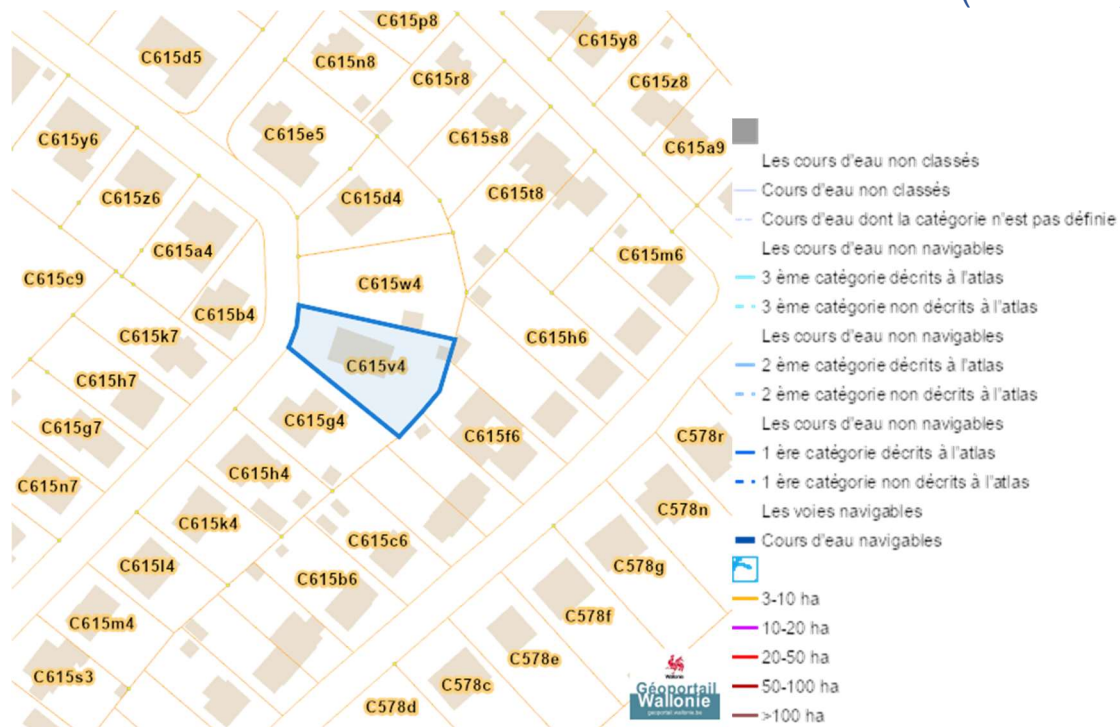 C615p8
C615y8
C615d5
C615n8
C615r8
C615z8
C615y6
C615e5
C615s8
C615a9
C615z6
C615d4
C615t8
C615a4
C615m6
C615c9
C615w4
C615b4
C615k7
C615h6
C615h7
C615v4
C615g7
C615g4
C615f6
C578r
C615h4
C615n7
C578n
C615k4
C615c6
C615l4
C578g
C615b6
C578f
C615m4
C578e
C615s3
C578c
C578d
Wallonie
Géoportail
Wallonie
geoportail.wallonie.be
Les cours d'eau non classés
Cours d'eau non classés
Cours d'eau dont la catégorie n'est pas définie
Les cours d'eau non navigables
3 ème catégorie décrits à l'atlas
3 ème catégorie non décrits à l'atlas
Les cours d'eau non navigables
2 ème catégorie décrits à l'atlas
2 ème catégorie non décrits à l'atlas
Les cours d'eau non navigables
1 ère catégorie décrits à l'atlas
1 ère catégorie non décrits à l'atlas
Les voies navigables
Cours d'eau navigables
3-10 ha
10-20 ha
20-50 ha
50-100 ha
>100 ha